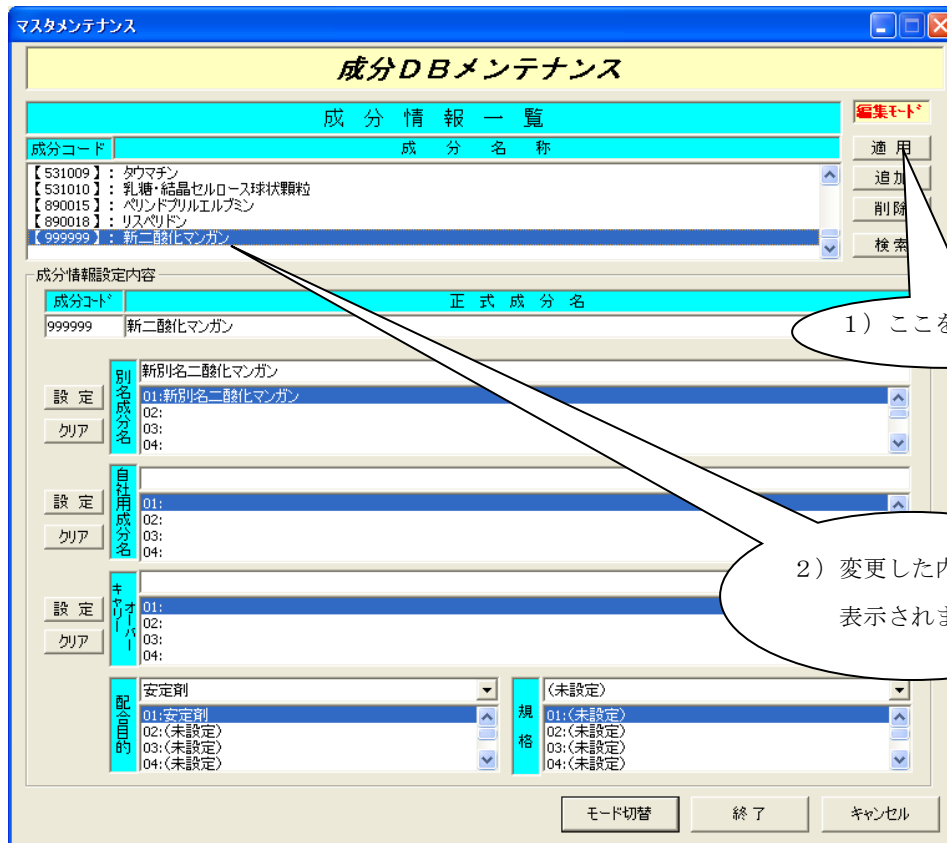 マスタメンテナンス
成分DBメンテナンス
成分情報一覧
編集モード
成分コード 成分名称
適用
【531009】: タウマチン
【531010】: 乳糖・結晶セルロース球状顆粒
【890015】: ペリンドプリルエルブミン
【890018】: リスペリドン
【999999】: 新二酸化マンガン
追加
削除
検索
成分情報設定内容
成分コード 正式成分名
999999 新二酸化マンガン
1)ここを
別名成分名
新別名二酸化マンガン
設定
クリア
01:新別名二酸化マンガン
02:
03:
04:
自社用成分名
設定
クリア
01:
02:
03:
04:
2)変更した内
表示されま
キャリーオーバー
設定
クリア
01:
02:
03:
04:
配合目的
安定剤
01:安定剤
02:(未設定)
03:(未設定)
04:(未設定)
規格
(未設定)
01:(未設定)
02:(未設定)
03:(未設定)
04:(未設定)
モード切替 終了 キャンセル